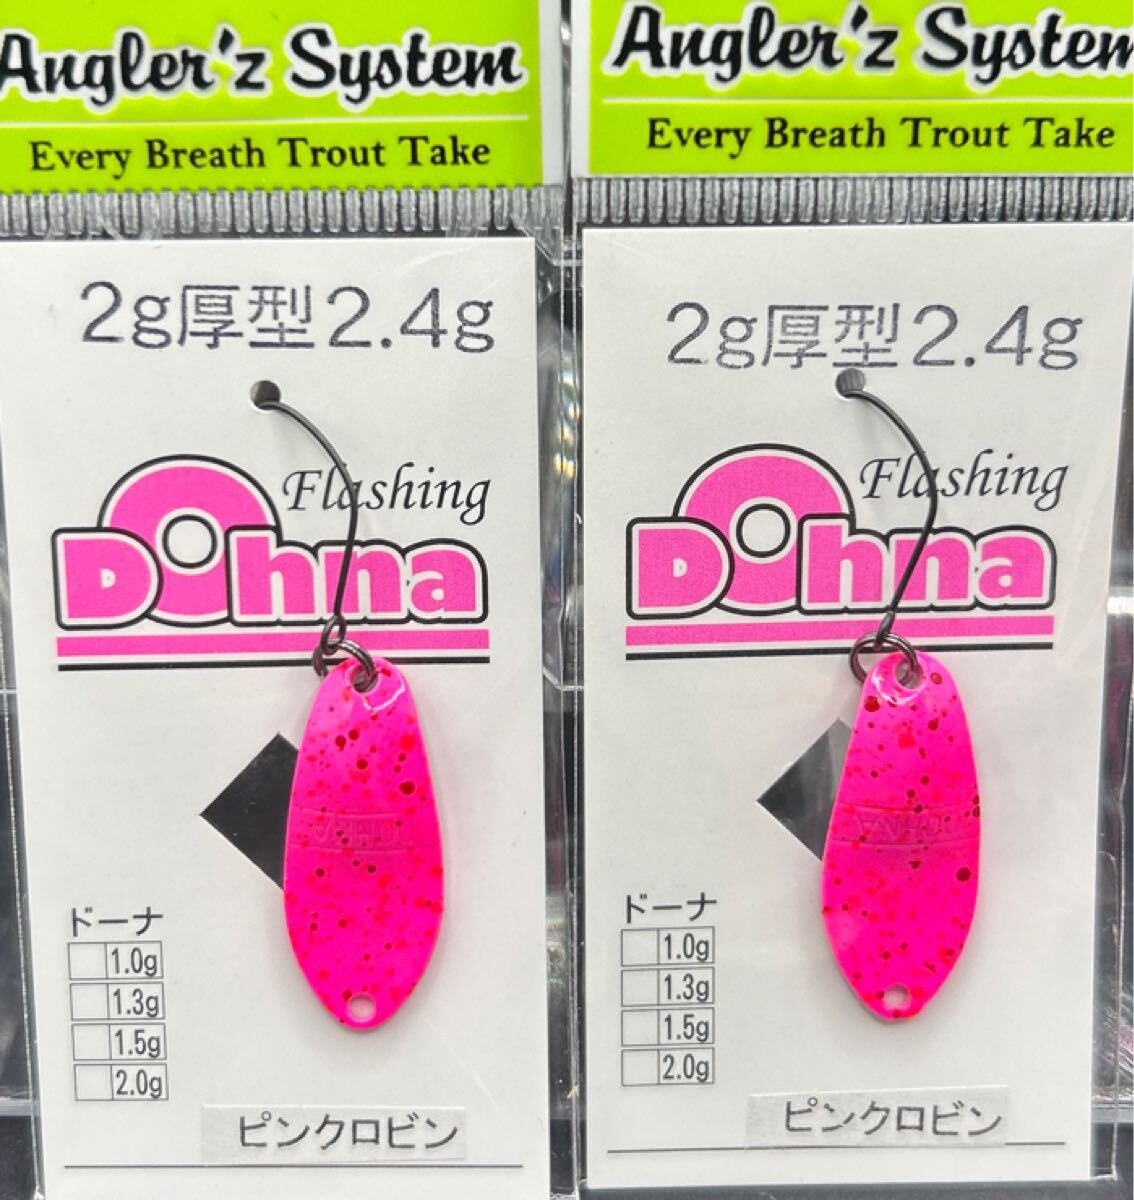 Angler'z System
Every Breath Trout Take
2g厚型2.4g
Flashing
Dohna
DOHNA
ドーナ
1.0g
1.3g
1.5g
2.0g
ピンクロビン
Angler'z System
Every Breath Trout Take
2g厚型2.4g
Flashing
Dohna
DOHNA
ドーナ
1.0g
1.3g
1.5g
2.0g
ピンクロビン